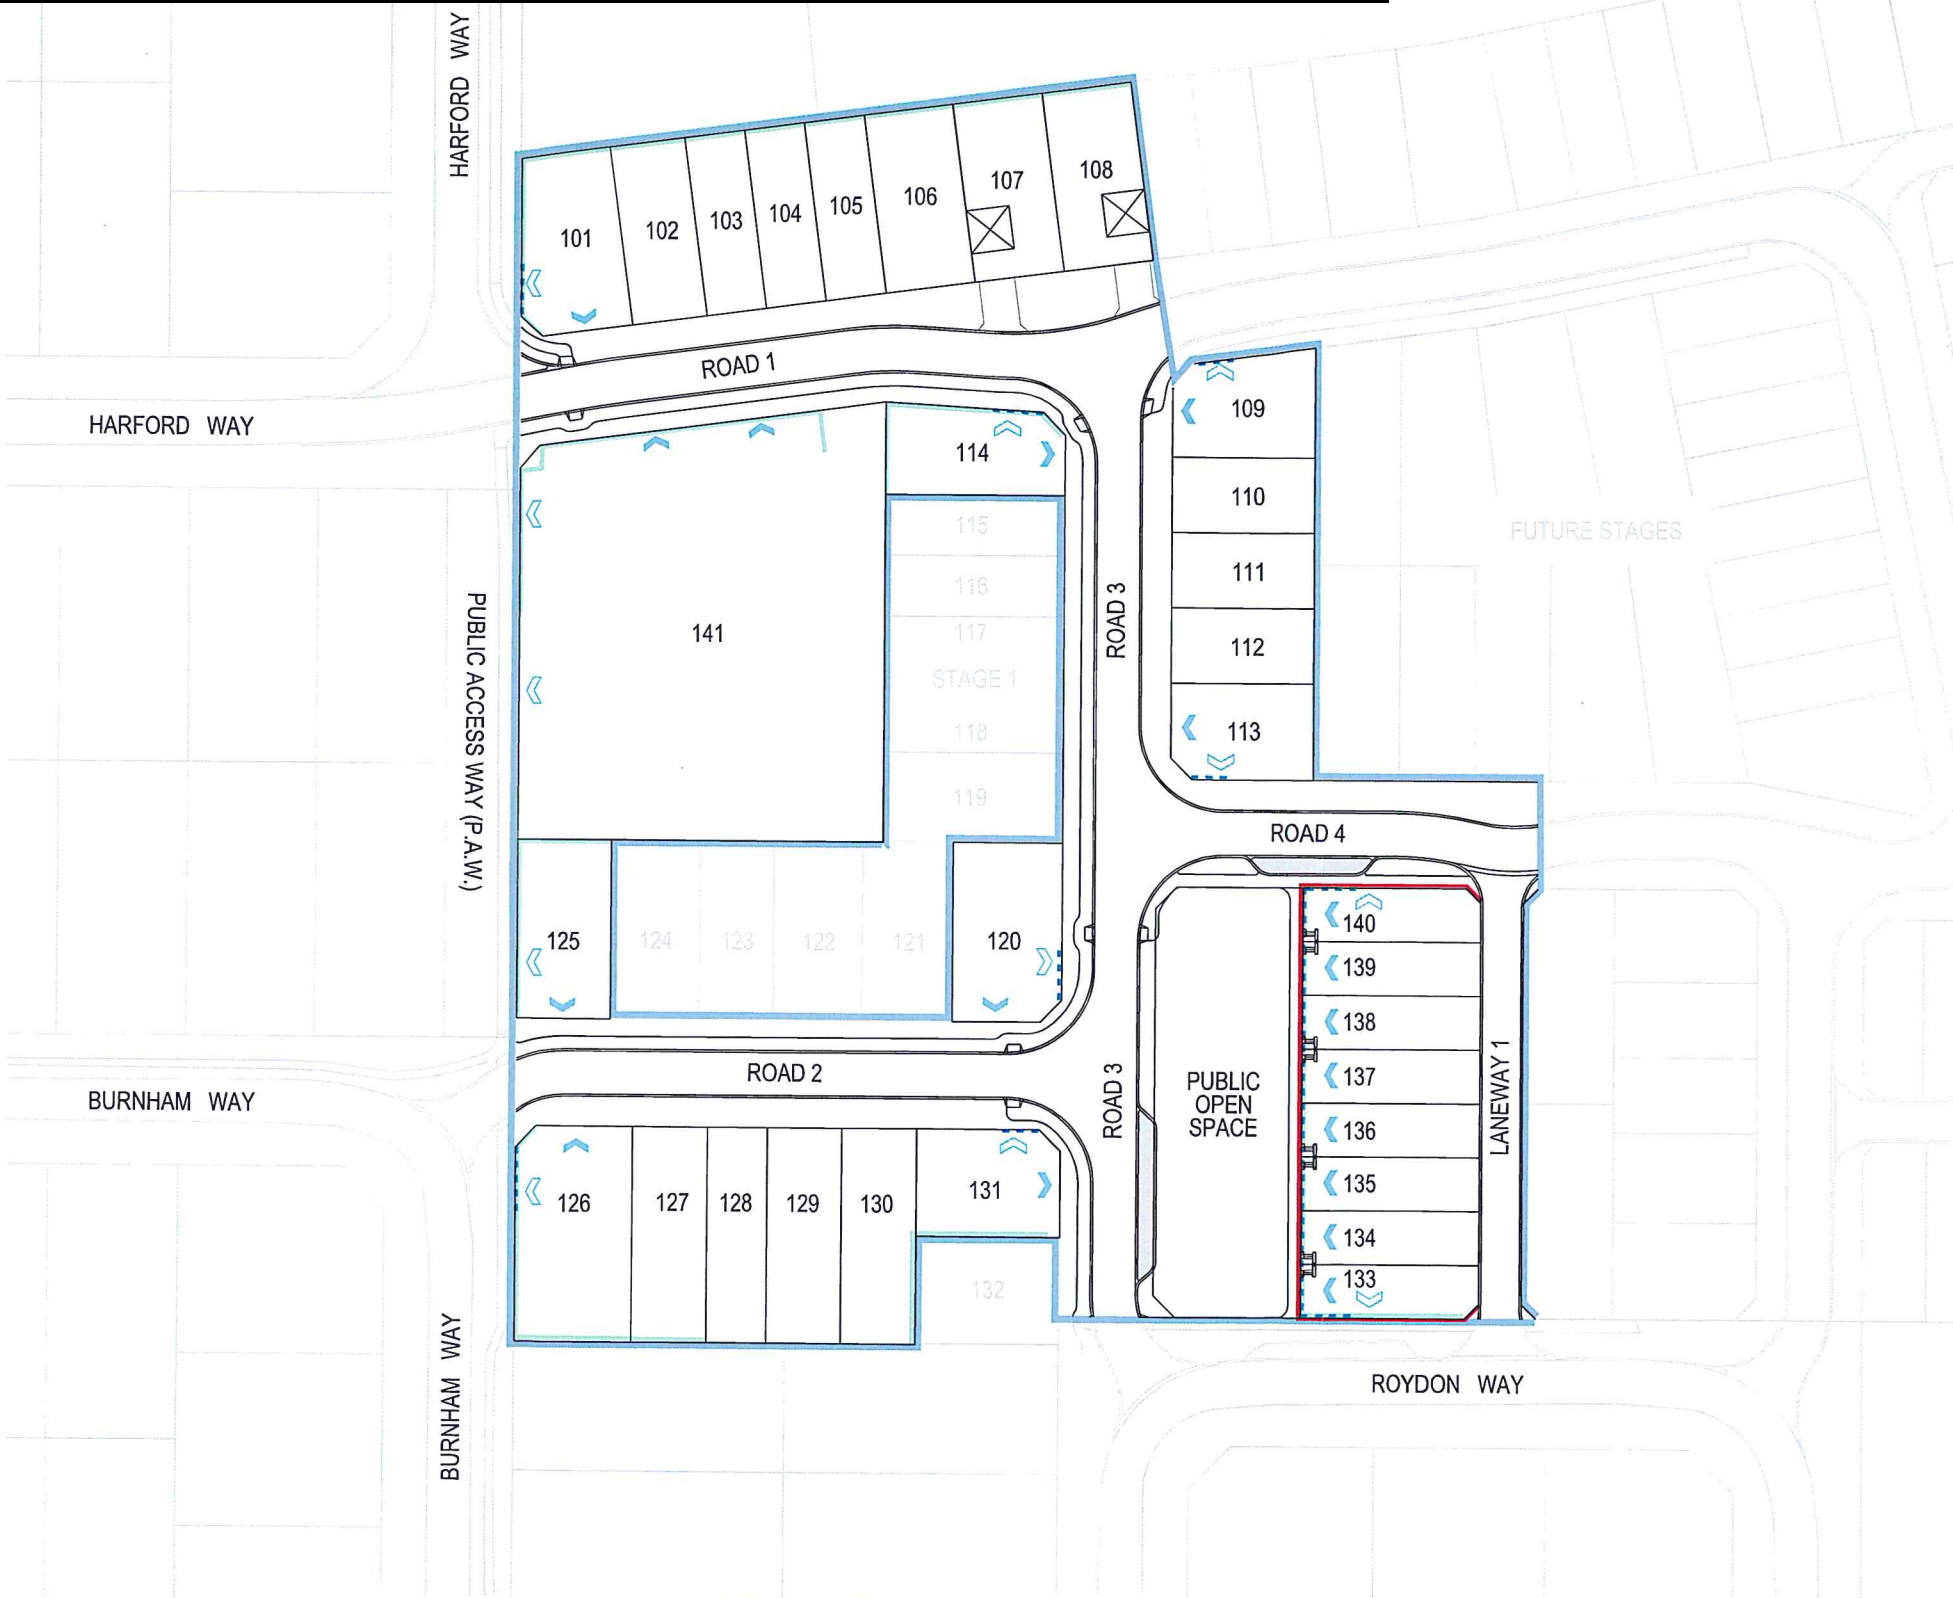 HARFORD WAY
108
107
106
105
104
103
102
101
ROAD 1
HARFORD WAY
109
114
110
115
FUTURE STAGES
111
116
ROAD 3
117
141
112
STAGE 1
PUBLIC ACCESS WAY (P.A.W.)
113
118
119
ROAD 4
140
125
124
123
122
121
120
139
138
ROAD 2
137
LANEWAY 1
PUBLIC
OPEN
SPACE
ROAD 3
BURNHAM WAY
136
135
131
126
127
128
129
130
134
133
132
BURNHAM WAY
ROYDON WAY